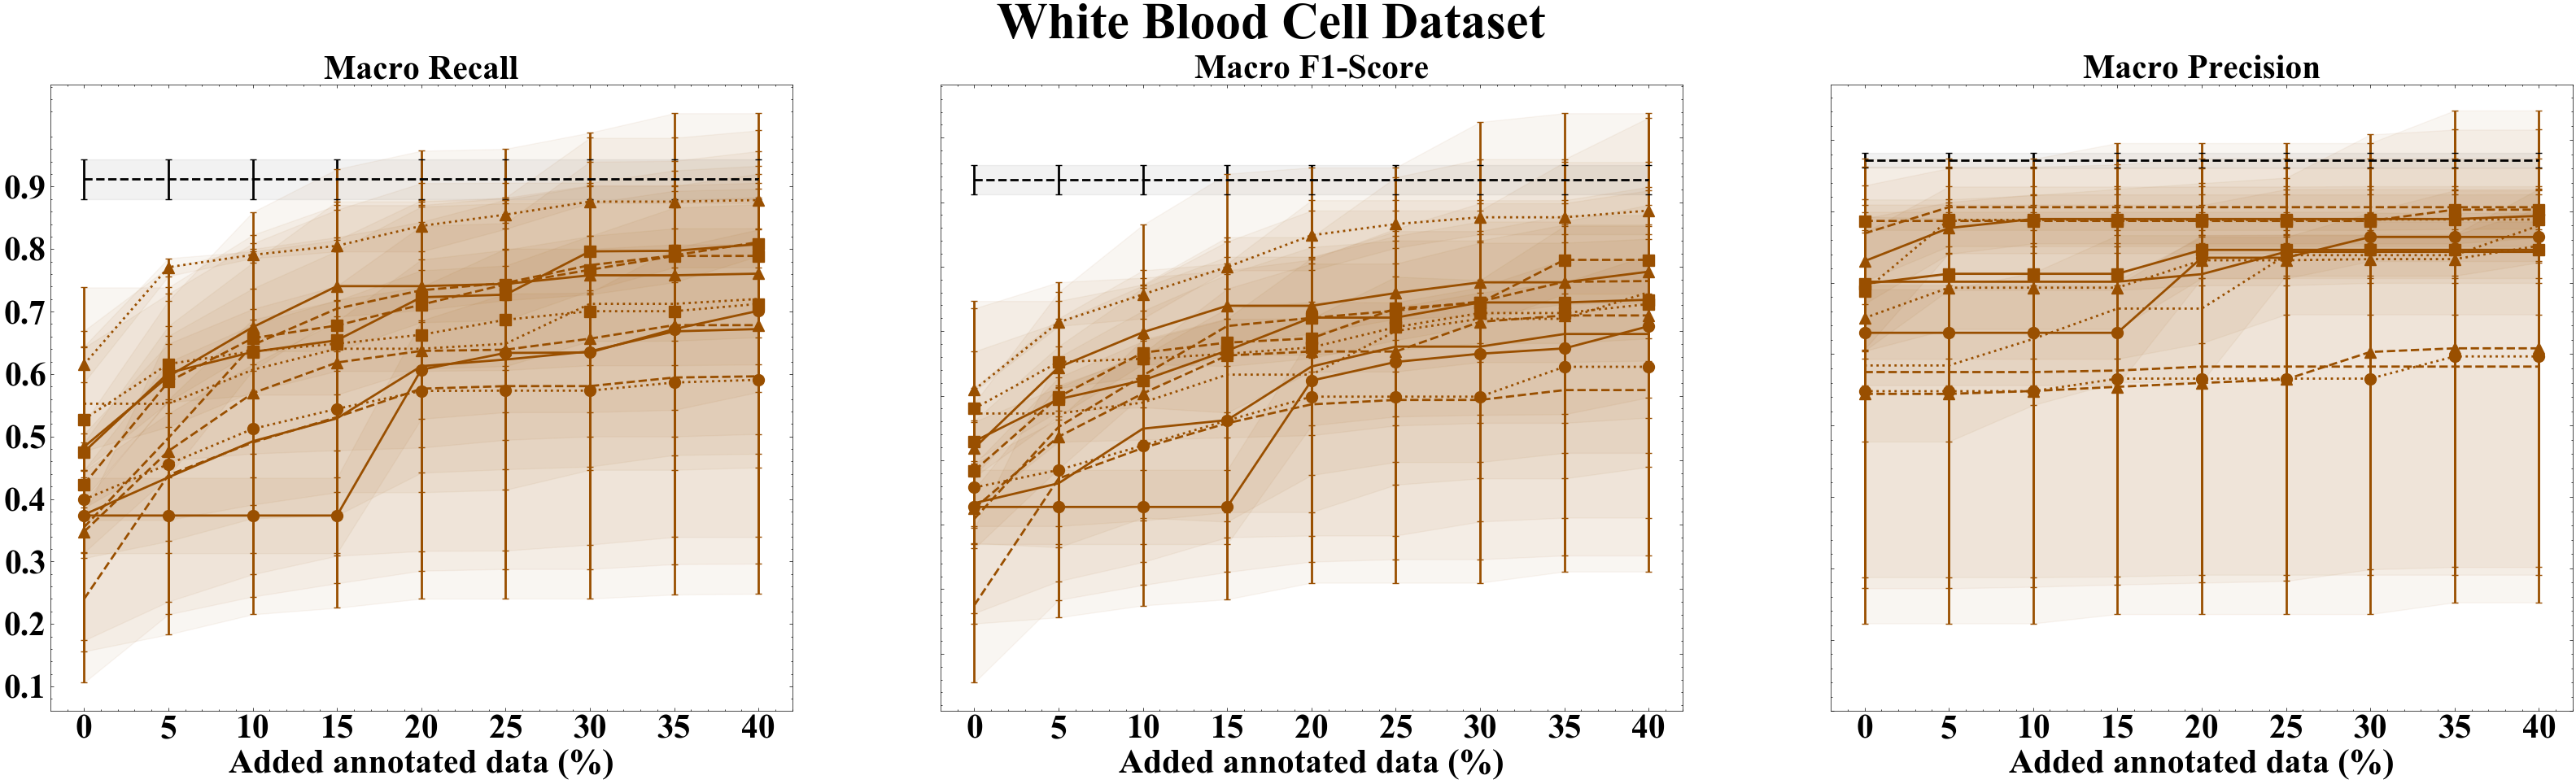 White Blood Cell Dataset
Macro Recall
Macro F1-Score
Macro Precision
0.9
0.8
0.7
0.6
0.5
0.4
0.3
0.2
0.1
0 5 10 15 20 25 30 35 40
0 5 10 15 20 25 30 35 40
0 5 10 15 20 25 30 35 40
Added annotated data (%)
Added annotated data (%)
Added annotated data (%)